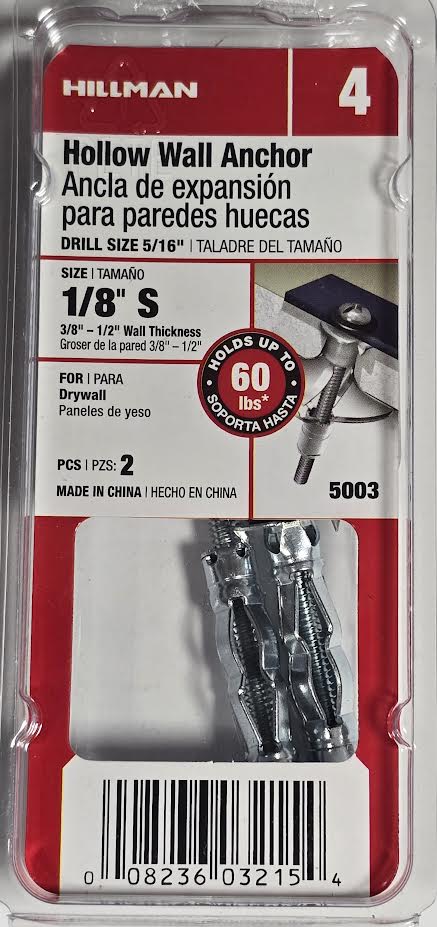 HILLMAN
4
Hollow Wall Anchor
Ancla de expansión
para paredes huecas
DRILL SIZE 5/16" | TALADRE DEL TAMAÑO
SIZE | TAMAÑO
1/8" S
3/8" – 1/2" Wall Thickness
Groser de la pared 3/8" – 1/2"
HOLDS UP TO
60
lbs*
SOPORTA HASTA
FOR | PARA
Drywall
Paneles de yeso
PCS | PZS: 2
MADE IN CHINA | HECHO EN CHINA
5003
0 08236 03215 4